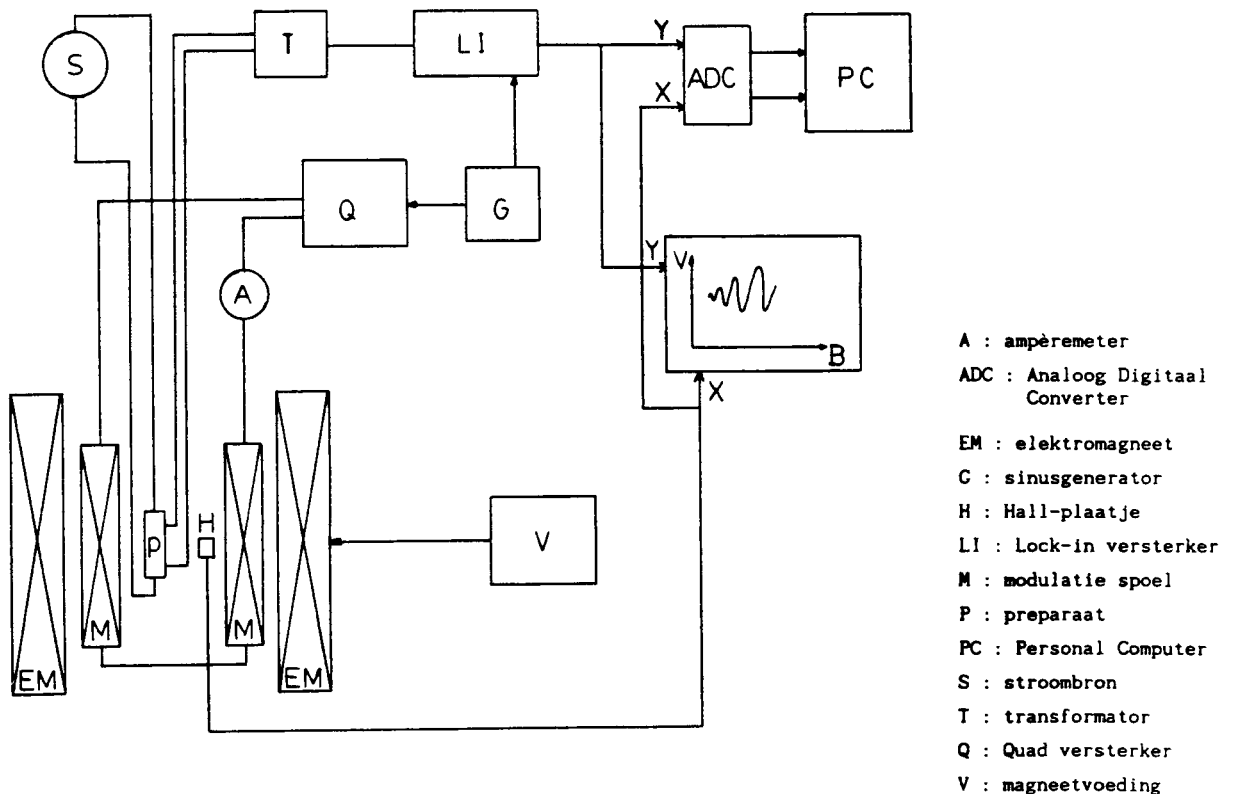 S
T
LI
Y
X
ADC
PC
Q
G
A
Y
V
B
X
H
P
M
M
EM
EM
V
A : ampèremeter
ADC : Analoog Digitaal
Converter
EM : elektromagneet
G : sinusgenerator
H : Hall-plaatje
LI : Lock-in versterker
M : modulatie spoel
P : preparaat
PC : Personal Computer
S : stroombron
T : transformator
Q : Quad versterker
V : magneetvoeding